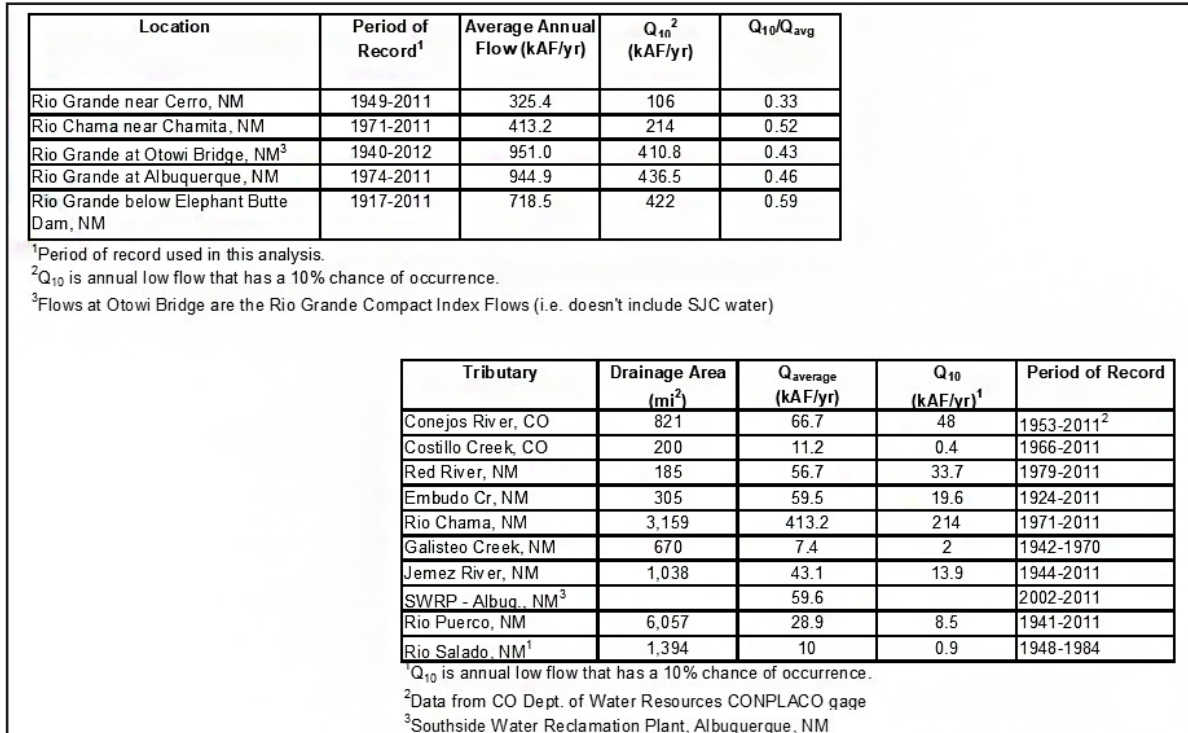 Location Period of Record¹ Average Annual Flow (kAF/yr) Q₁₀² (kAF/yr) Q₁₀/Qavg
Rio Grande near Cerro, NM 1949-2011 325.4 106 0.33
Rio Chama near Chamita, NM 1971-2011 413.2 214 0.52
Rio Grande at Otowi Bridge, NM³ 1940-2012 951.0 410.8 0.43
Rio Grande at Albuquerque, NM 1974-2011 944.9 436.5 0.46
Rio Grande below Elephant Butte Dam, NM 1917-2011 718.5 422 0.59
¹Period of record used in this analysis.
²Q₁₀ is annual low flow that has a 10% chance of occurrence.
³Flows at Otowi Bridge are the Rio Grande Compact Index Flows (i.e. doesn't include SJC water)
Tributary Drainage Area (mi²) Qaverage (kAF/yr) Q₁₀ (kAF/yr)¹ Period of Record
Conejos River, CO 821 66.7 48 1953-2011²
Costillo Creek, CO 200 11.2 0.4 1966-2011
Red River, NM 185 56.7 33.7 1979-2011
Embudo Cr, NM 305 59.5 19.6 1924-2011
Rio Chama, NM 3,159 413.2 214 1971-2011
Galisteo Creek, NM 670 7.4 2 1942-1970
Jemez River, NM 1,038 43.1 13.9 1944-2011
SWRP - Albuq., NM³ 59.6 2002-2011
Rio Puerco, NM 6,057 28.9 8.5 1941-2011
Rio Salado, NM¹ 1,394 10 0.9 1948-1984
¹Q₁₀ is annual low flow that has a 10% chance of occurrence.
²Data from CO Dept. of Water Resources CONPLACO gage
³Southside Water Reclamation Plant, Albuquerque, NM